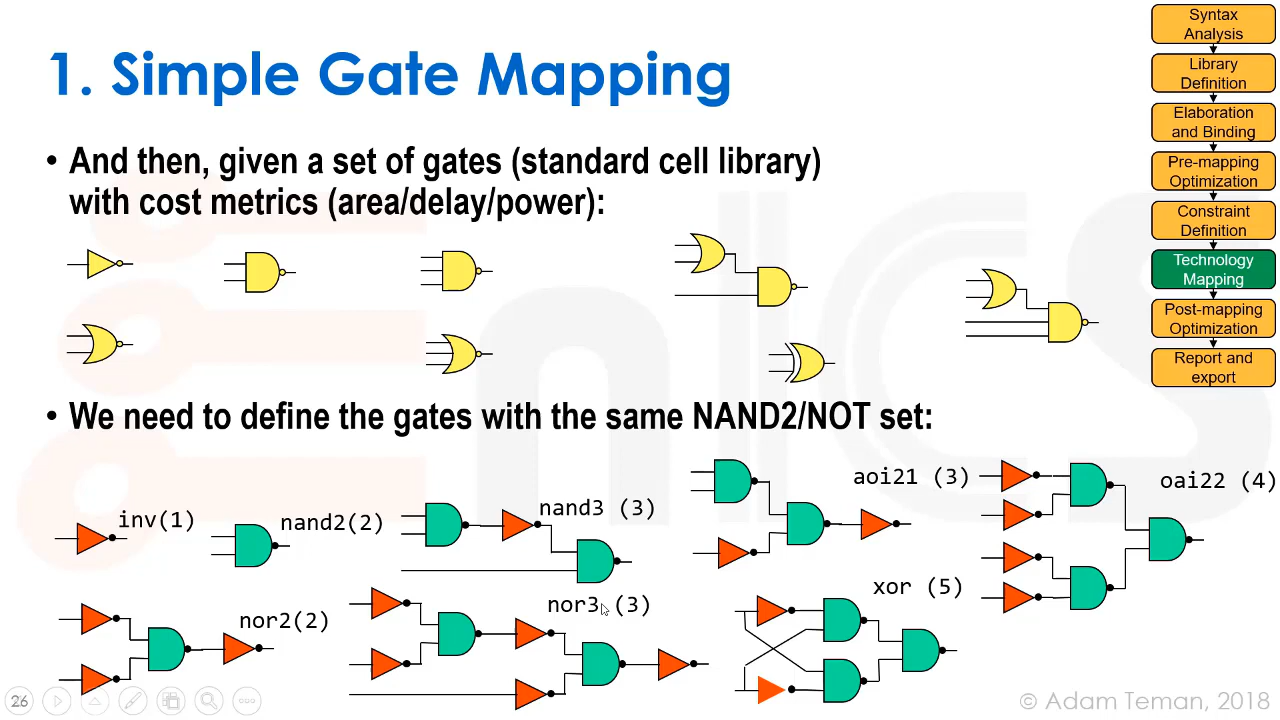 1. Simple Gate Mapping
• And then, given a set of gates (standard cell library)
with cost metrics (area/delay/power):
• We need to define the gates with the same NAND2/NOT set:
inv(1)
nand2(2)
nand3 (3)
aoi21 (3)
oai22 (4)
nor2(2)
nor3 (3)
xor (5)
Syntax
Analysis
Library
Definition
Elaboration
and Binding
Pre-mapping
Optimization
Constraint
Definition
Technology
Mapping
Post-mapping
Optimization
Report and
export
26
© Adam Teman, 2018
enICS